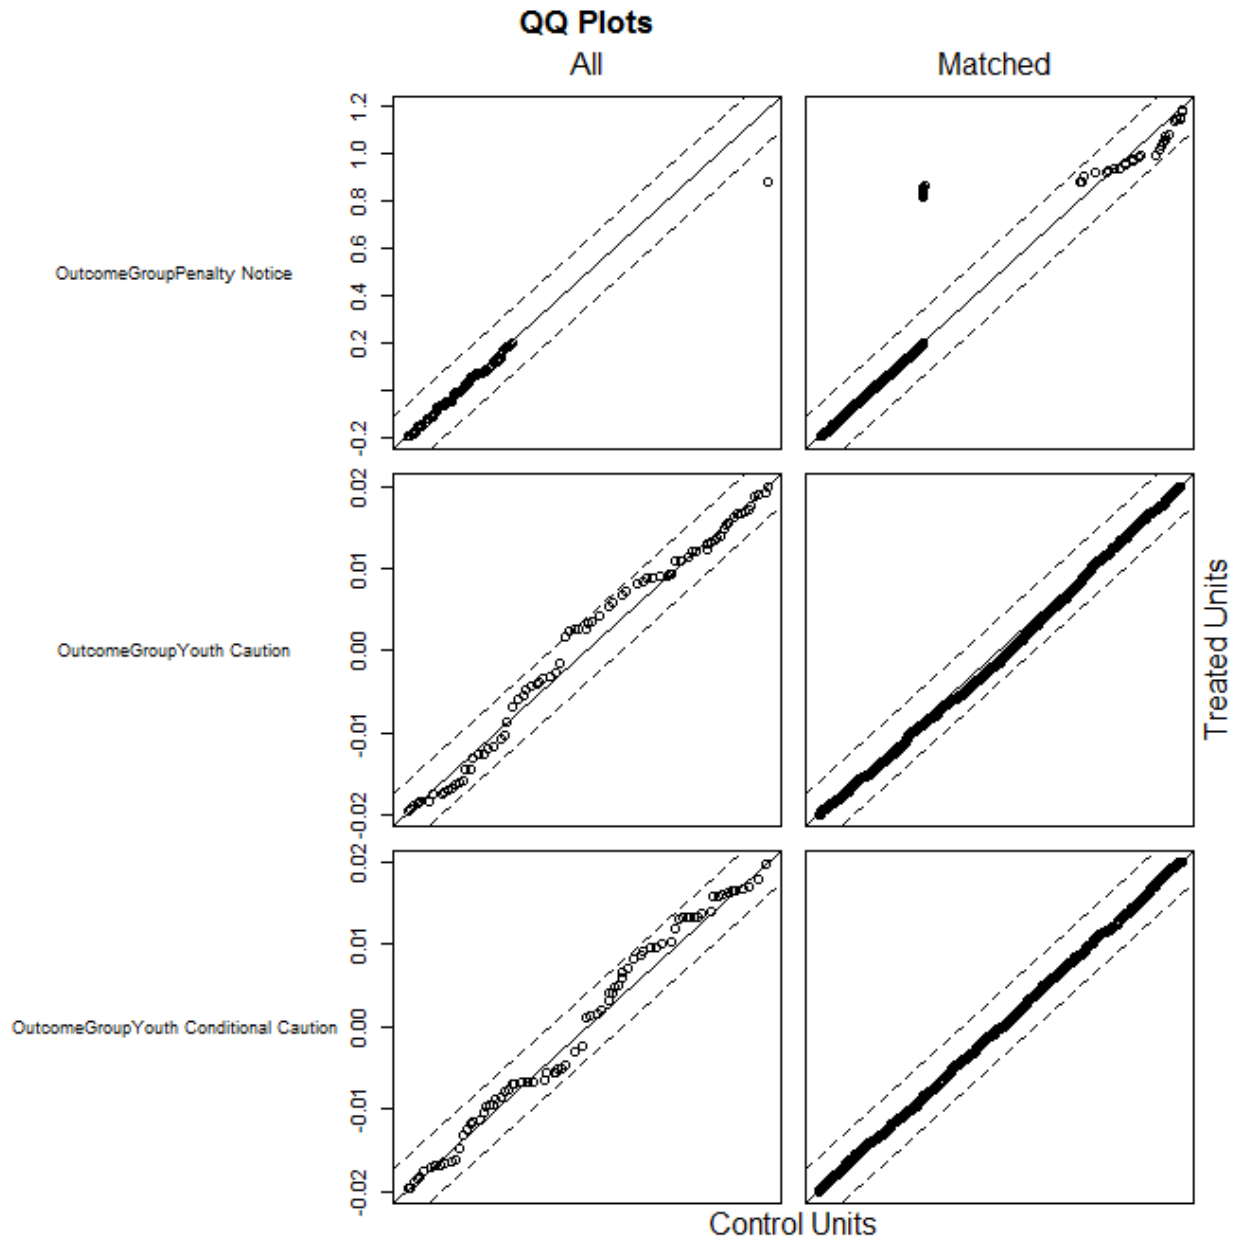 QQ Plots
All
Matched
OutcomeGroupPenalty Notice
-0.2
0.2
0.4
0.6
0.8
1.0
1.2
OutcomeGroupYouth Caution
-0.02
-0.01
0.00
0.01
0.02
Treated Units
OutcomeGroupYouth Conditional Caution
-0.02
-0.01
0.00
0.01
0.02
Control Units